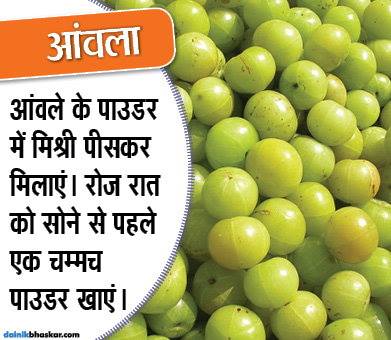 आंवला
आंवले के पाउडर
में मिश्री पीसकर
मिलाएं। रोज रात
को सोने से पहले
एक चम्मच
पाउडर खाएं।
dainikbhaskar.com